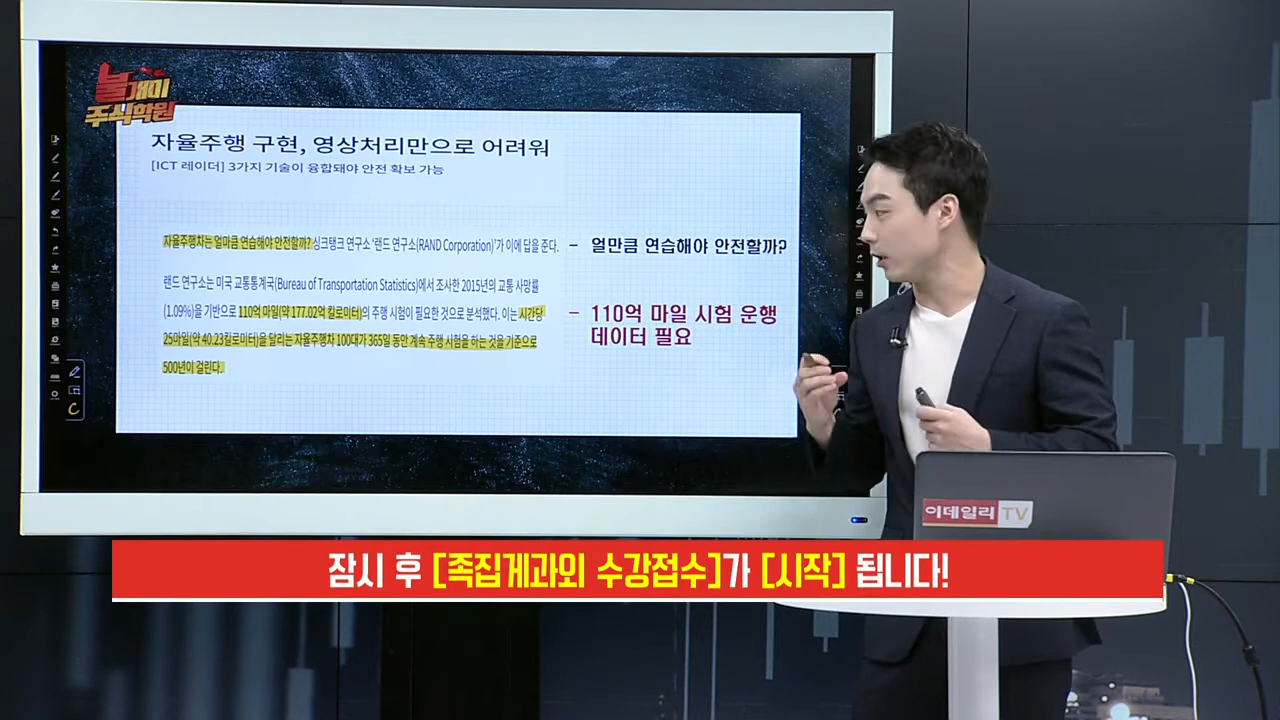 불개미
주식학원
자율주행 구현, 영상처리만으로 어려워
[ICT 레이더] 3가지 기술이 융합돼야 안전 확보 가능
자율주행차는 얼마큼 연습해야 안전할까? 싱크탱크 연구소 '랜드 연구소(RAND Corporation)'가 이에 답을 준다.
– 얼만큼 연습해야 안전할까?
랜드 연구소는 미국 교통통계국(Bureau of Transportation Statistics)에서 조사한 2015년의 교통 사망률
(1.09%)을 기반으로 110억 마일(약 177.02억 킬로미터)의 주행 시험이 필요한 것으로 분석했다. 이는 시간당
25마일(약 40.23킬로미터)을 달리는 자율주행차 100대가 365일 동안 계속 주행 시험을 하는 것을 기준으로
500년이 걸린다.
– 110억 마일 시험 운행
데이터 필요
이데일리 TV
잠시 후 [족집게과외 수강접수]가 [시작] 됩니다!